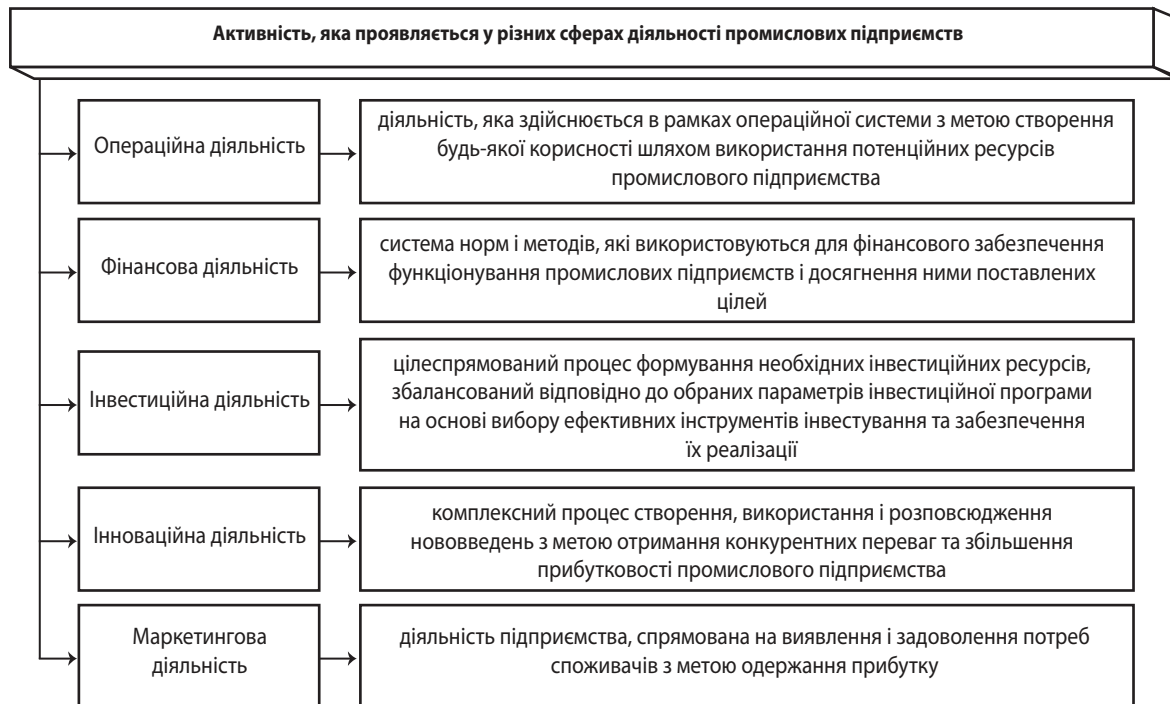 Активність, яка проявляється у різних сферах діяльності промислових підприємств
Операційна діяльність
діяльність, яка здійснюється в рамках операційної системи з метою створення
будь-якої корисності шляхом використання потенційних ресурсів
промислового підприємства
Фінансова діяльність
система норм і методів, які використовуються для фінансового забезпечення
функціонування промислових підприємств і досягнення ними поставлених
цілей
Інвестиційна діяльність
цілеспрямований процес формування необхідних інвестиційних ресурсів,
збалансований відповідно до обраних параметрів інвестиційної програми
на основі вибору ефективних інструментів інвестування та забезпечення
їх реалізації
Інноваційна діяльність
комплексний процес створення, використання і розповсюдження
нововведень з метою отримання конкурентних переваг та збільшення
прибутковості промислового підприємства
Маркетингова
діяльність
діяльність підприємства, спрямована на виявлення і задоволення потреб
споживачів з метою одержання прибутку